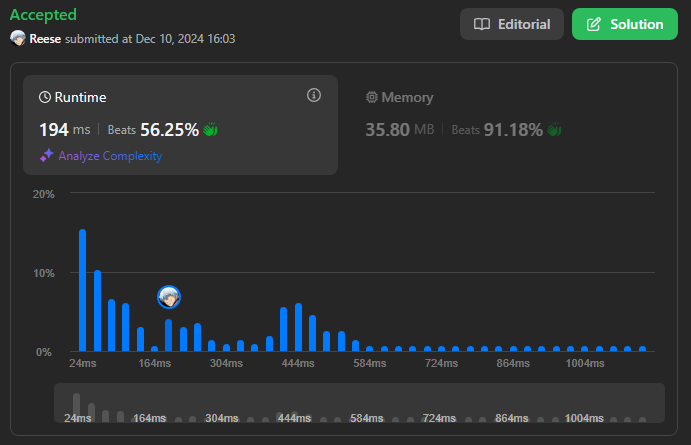 Accepted
Reese submitted at Dec 10, 2024 16:03
Editorial
Solution
Runtime
194 ms | Beats 56.25%
Analyze Complexity
Memory
35.80 MB | Beats 91.18%
20%
10%
0%
24ms 164ms 304ms 444ms 584ms 724ms 864ms 1004ms
24ms 164ms 304ms 444ms 584ms 724ms 864ms 1004ms